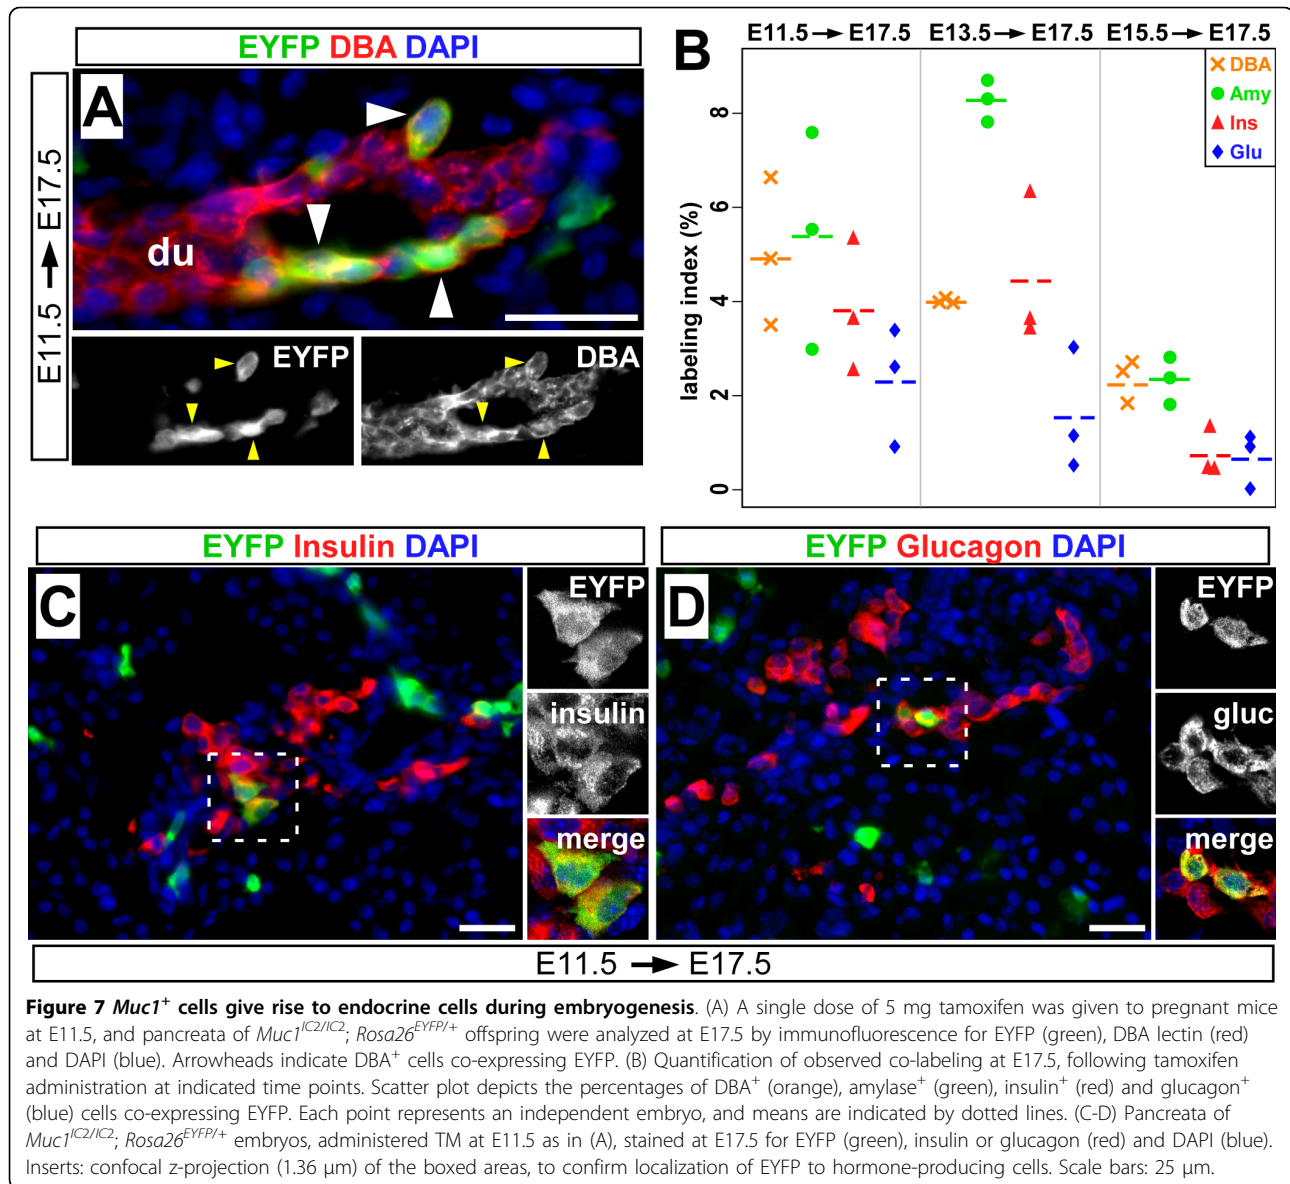 EYFP DBA DAPI
A
E11.5 → E17.5
du
EYFP
DBA
B
E11.5 → E17.5 E13.5 → E17.5 E15.5 → E17.5
DBA
Amy
Ins
Glu
labeling index (%)
8
6
4
2
0
EYFP Insulin DAPI
C
EYFP
insulin
merge
EYFP Glucagon DAPI
D
EYFP
gluc
merge
E11.5 → E17.5
Figure 7 Muc1⁺ cells give rise to endocrine cells during embryogenesis. (A) A single dose of 5 mg tamoxifen was given to pregnant mice
at E11.5, and pancreata of Muc1^IC2/IC2; Rosa26^EYFP/+ offspring were analyzed at E17.5 by immunofluorescence for EYFP (green), DBA lectin (red)
and DAPI (blue). Arrowheads indicate DBA⁺ cells co-expressing EYFP. (B) Quantification of observed co-labeling at E17.5, following tamoxifen
administration at indicated time points. Scatter plot depicts the percentages of DBA⁺ (orange), amylase⁺ (green), insulin⁺ (red) and glucagon⁺
(blue) cells co-expressing EYFP. Each point represents an independent embryo, and means are indicated by dotted lines. (C-D) Pancreata of
Muc1^IC2/IC2; Rosa26^EYFP/+ embryos, administered TM at E11.5 as in (A), stained at E17.5 for EYFP (green), insulin or glucagon (red) and DAPI (blue).
Inserts: confocal z-projection (1.36 μm) of the boxed areas, to confirm localization of EYFP to hormone-producing cells. Scale bars: 25 μm.